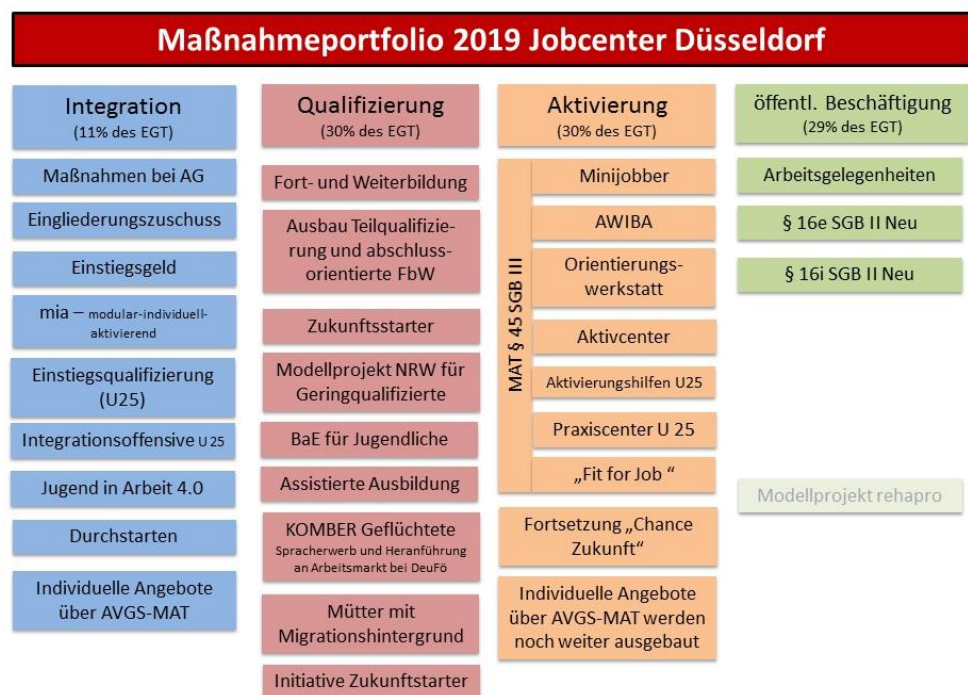 Maßnahmeportfolio 2019 Jobcenter Düsseldorf
Integration
(11% des EGT)
Maßnahmen bei AG
Eingliederungszuschuss
Einstiegsgeld
mia – modular-individuell-
aktivierend
Einstiegsqualifizierung
(U25)
Integrationsoffensive U 25
Jugend in Arbeit 4.0
Durchstarten
Individuelle Angebote
über AVGS-MAT
Qualifizierung
(30% des EGT)
Fort- und Weiterbildung
Ausbau Teilqualifizie-
rung und abschluss-
orientierte FbW
Zukunftsstarter
Modellprojekt NRW für
Geringqualifizierte
BaE für Jugendliche
Assistierte Ausbildung
KOMBER Geflüchtete
Spracherwerb und Heranführung
an Arbeitsmarkt bei DeuFö
Mütter mit
Migrationshintergrund
Initiative Zukunftstarter
Aktivierung
(30% des EGT)
MAT § 45 SGB III
Minijobber
AWIBA
Orientierungs-
werkstatt
Aktivcenter
Aktivierungshilfen U25
Praxiscenter U 25
„Fit for Job “
Fortsetzung „Chance
Zukunft“
Individuelle Angebote
über AVGS-MAT werden
noch weiter ausgebaut
öffentl. Beschäftigung
(29% des EGT)
Arbeitsgelegenheiten
§ 16e SGB II Neu
§ 16i SGB II Neu
Modellprojekt rehapro